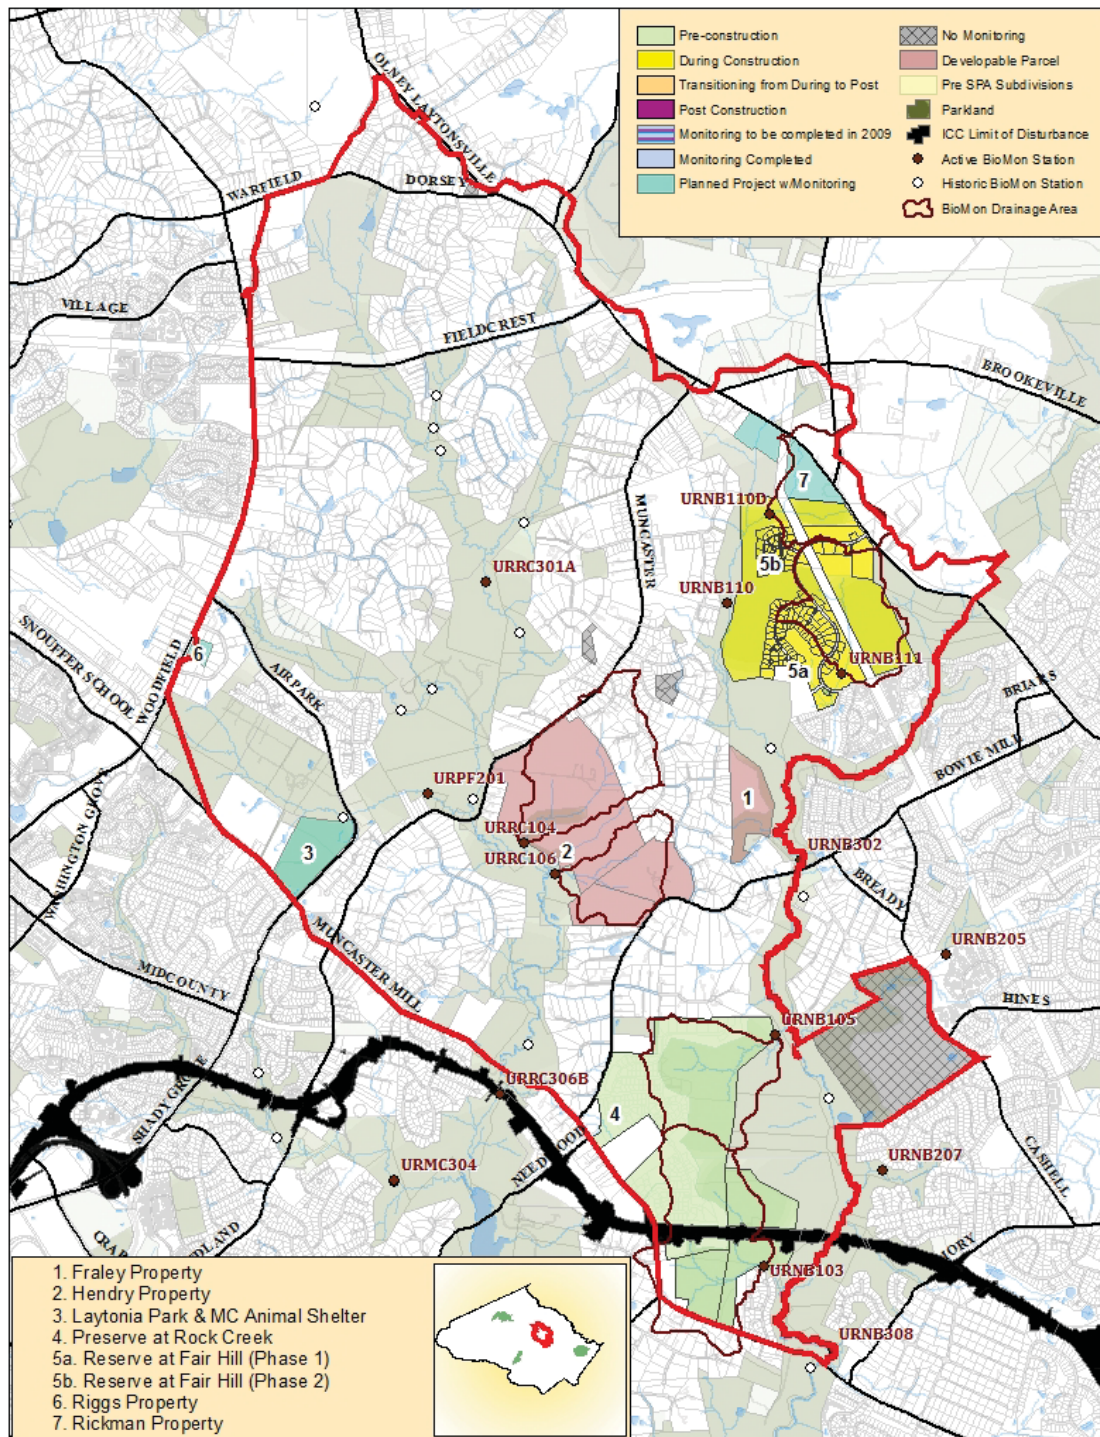 Pre-construction
During Construction
Transitioning from During to Post
Post Construction
Monitoring to be completed in 2009
Monitoring Completed
Planned Project w/Monitoring
No Monitoring
Developable Parcel
Pre SPA Subdivisions
Parkland
ICC Limit of Disturbance
Active BioMon Station
Historic BioMon Station
BioMon Drainage Area
OLNEY LAYTONSVILLE
WARFIELD
DORSEY
VILLAGE
FIELDCREST
BROOKEVILLE
MUNCASTER
7
URNB110D
5b
URRC301A
URNB110
SNOUFFER SCHOOL
WOODFIELD
6
AIRPARK
5a
URNB111
BRIARS
BOWIE MILL
URPF201
1
WASHINGTON GROVE
3
URRC104
URRC106
2
URNB302
BREADY
MUNCASTER MILL
MIDCOUNTY
URNB205
HINES
URNB105
SHADY GROVE
URRC306B
4
NEEDWOOD
URMC304
URNB207
CASHELL
URNB103
URNB308
1. Fraley Property
2. Hendry Property
3. Laytonia Park & MC Animal Shelter
4. Preserve at Rock Creek
5a. Reserve at Fair Hill (Phase 1)
5b. Reserve at Fair Hill (Phase 2)
6. Riggs Property
7. Rickman Property